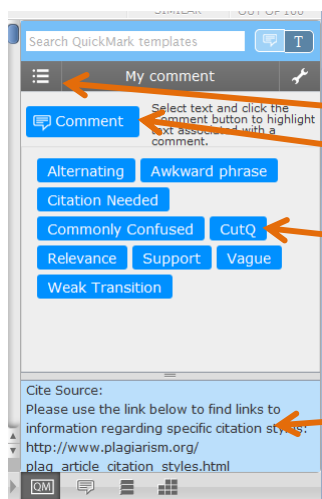 SIMILAR OUT OF 100
Search QuickMark templates
T
My comment
Comment
Select text and click the
Comment button to highlight
text associated with a
comment.
Alternating Awkward phrase
Citation Needed
Commonly Confused CutQ
Relevance Support Vague
Weak Transition
Cite Source:
Please use the link below to find links to
information regarding specific citation styles:
http://www.plagiarism.org/
plag_article_citation_styles.html
QM